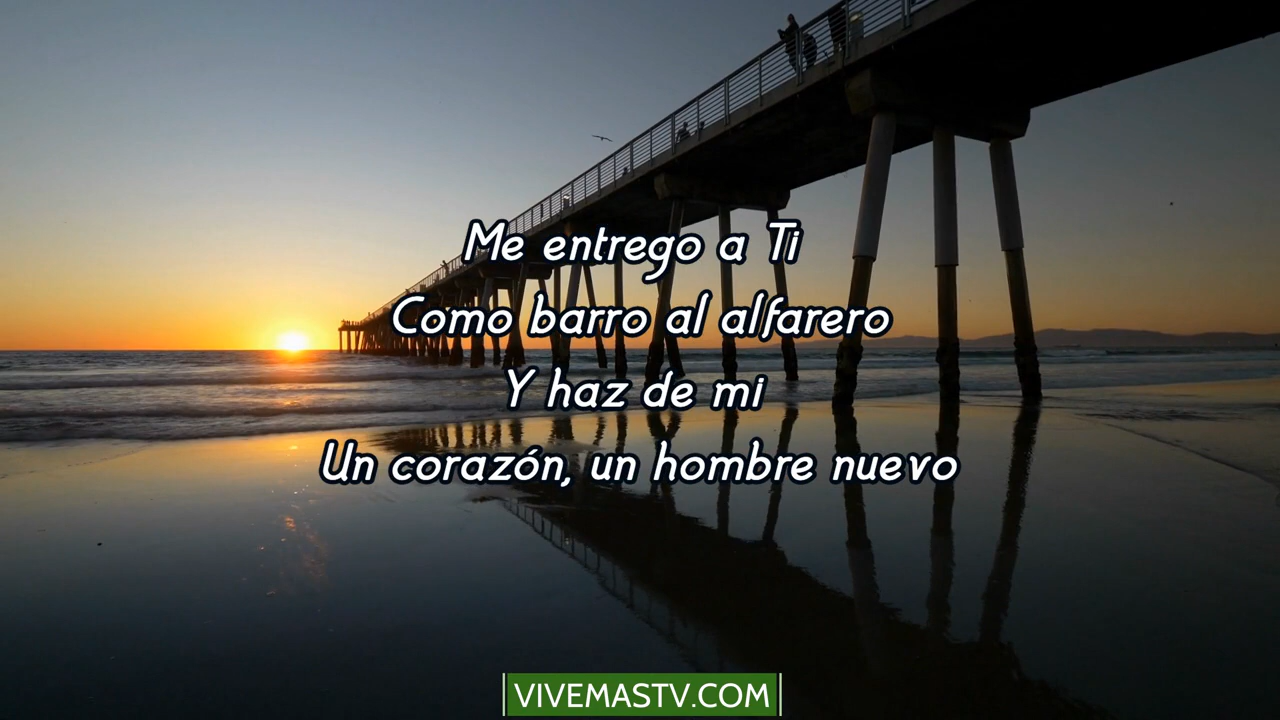 Me entrego a Ti
Como barro al alfarero
Y haz de mi
Un corazón, un hombre nuevo
VIVEMASTV.COM